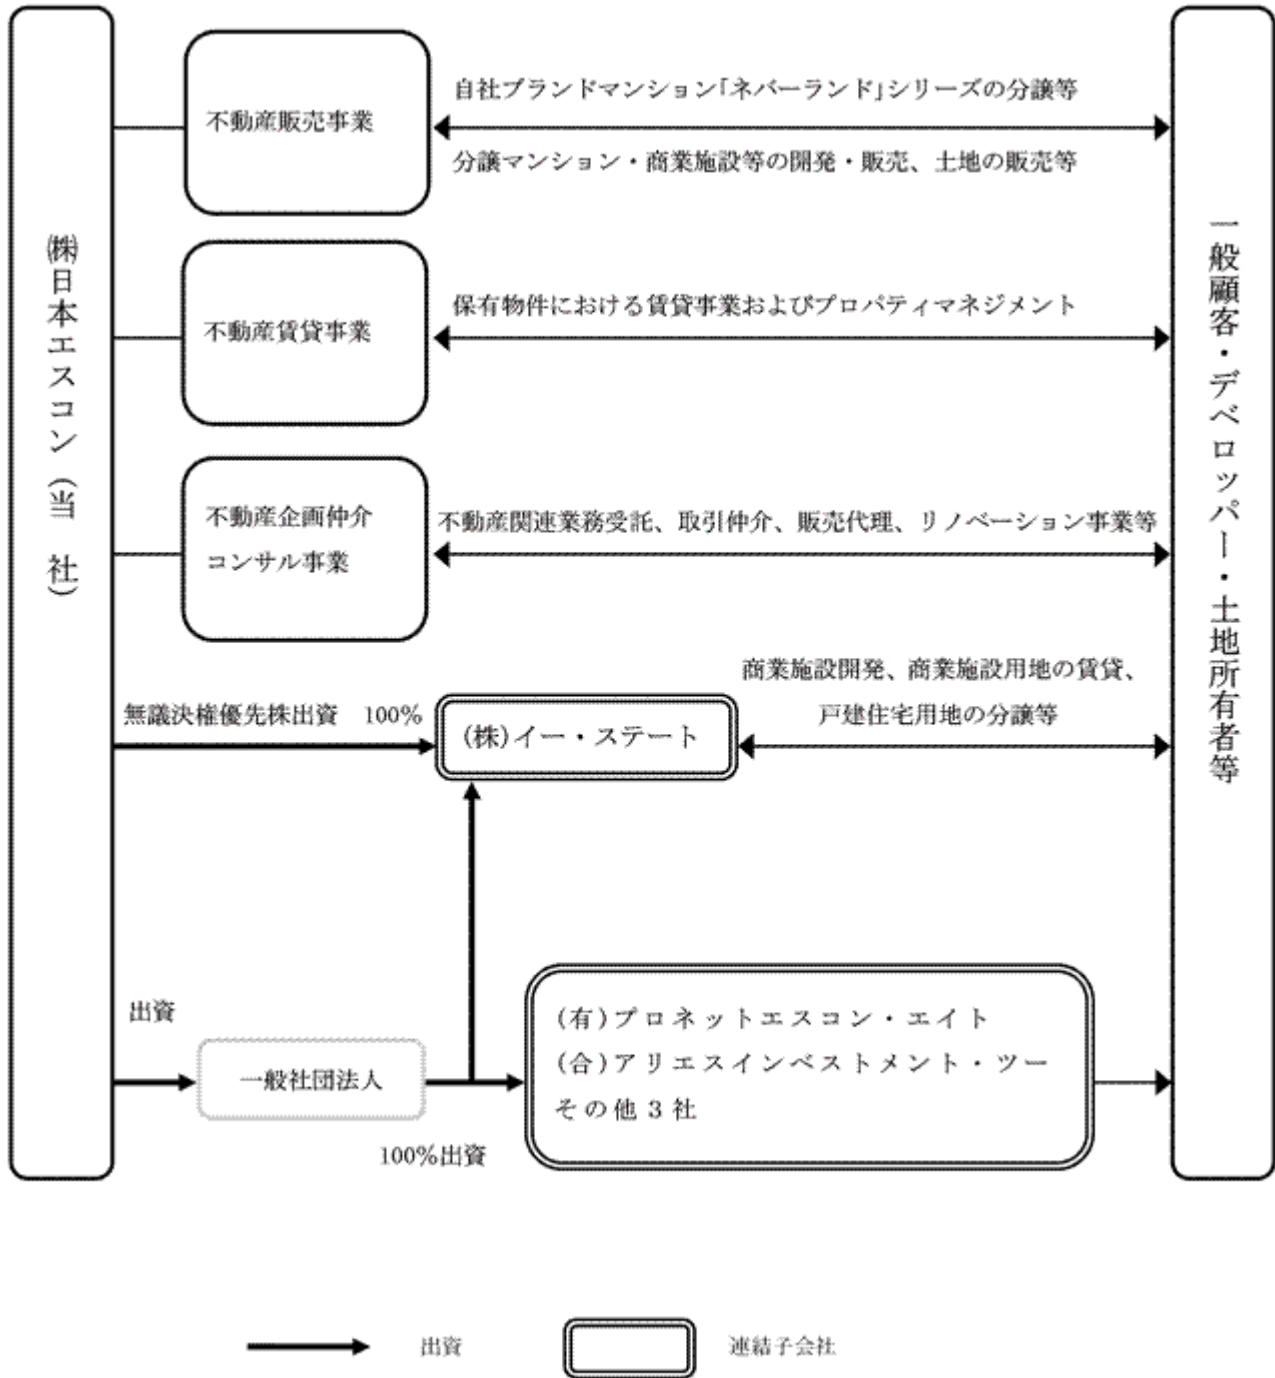 ㈱日本エスコン（当　社）
不動産販売事業
自社ブランドマンション「ネバーランド」シリーズの分譲等
分譲マンション・商業施設等の開発・販売、土地の販売等
不動産賃貸事業
保有物件における賃貸事業およびプロパティマネジメント
不動産企画仲介
コンサル事業
不動産関連業務受託、取引仲介、販売代理、リノベーション事業等
無議決権優先株出資　100％
(株)イー・ステート
商業施設開発、商業施設用地の賃貸、
戸建住宅用地の分譲等
出資
一般社団法人
100％出資
(有)プロネットエスコン・エイト
(合)アリエスインベストメント・ツー
その他３社
一般顧客・デベロッパー・土地所有者等
出資
連結子会社